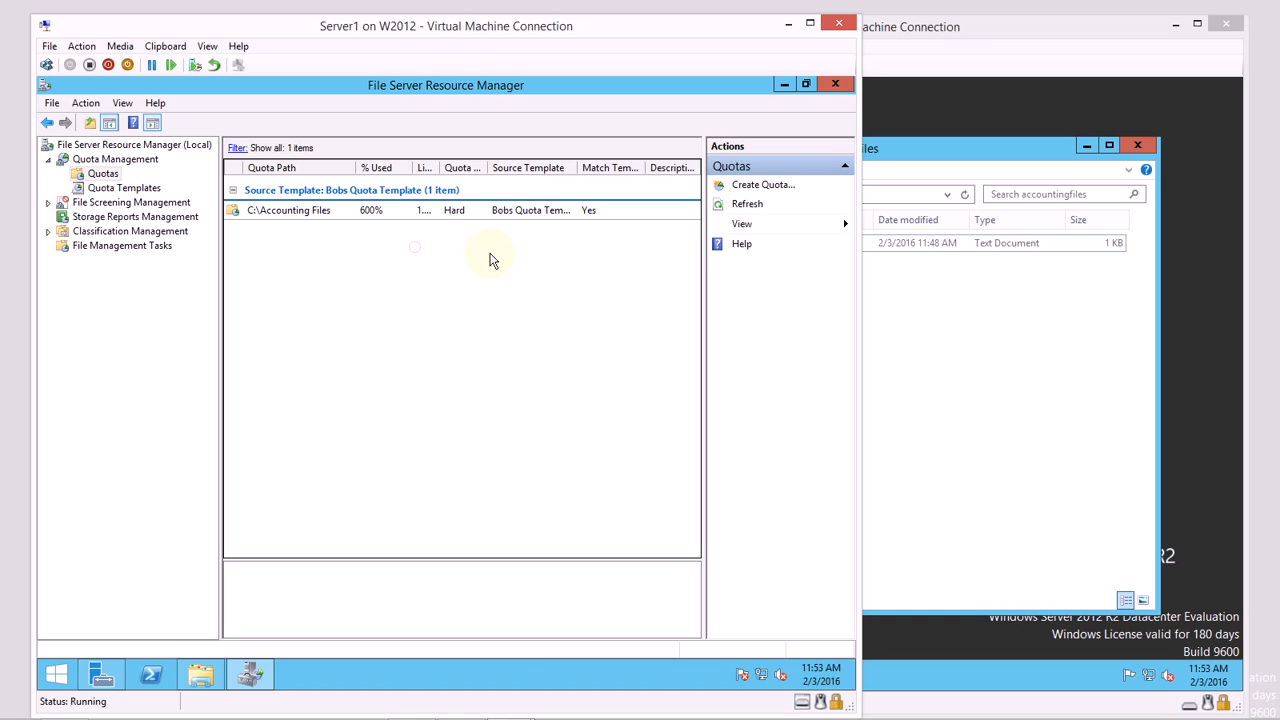 Server1 on W2012 - Virtual Machine Connection
achine Connection
File Action Media Clipboard View Help
File Server Resource Manager
File Action View Help
File Server Resource Manager (Local)
Quota Management
Quotas
Quota Templates
File Screening Management
Storage Reports Management
Classification Management
File Management Tasks
Filter: Show all: 1 items
Quota Path % Used Li... Quota ... Source Template Match Tem... Descripti...
Source Template: Bobs Quota Template (1 item)
C:\Accounting Files 600% 1.... Hard Bobs Quota Tem... Yes
Actions
Quotas
Create Quota...
Refresh
View
Help
les
Search accountingfiles
Date modified Type Size
2/3/2016 11:48 AM Text Document 1 KB
R2
Windows Server 2012 R2 Datacenter Evaluation
Windows License valid for 180 days
Build 9600
11:53 AM
2/3/2016
11:53 AM
2/3/2016
Status: Running
ation
days
9600